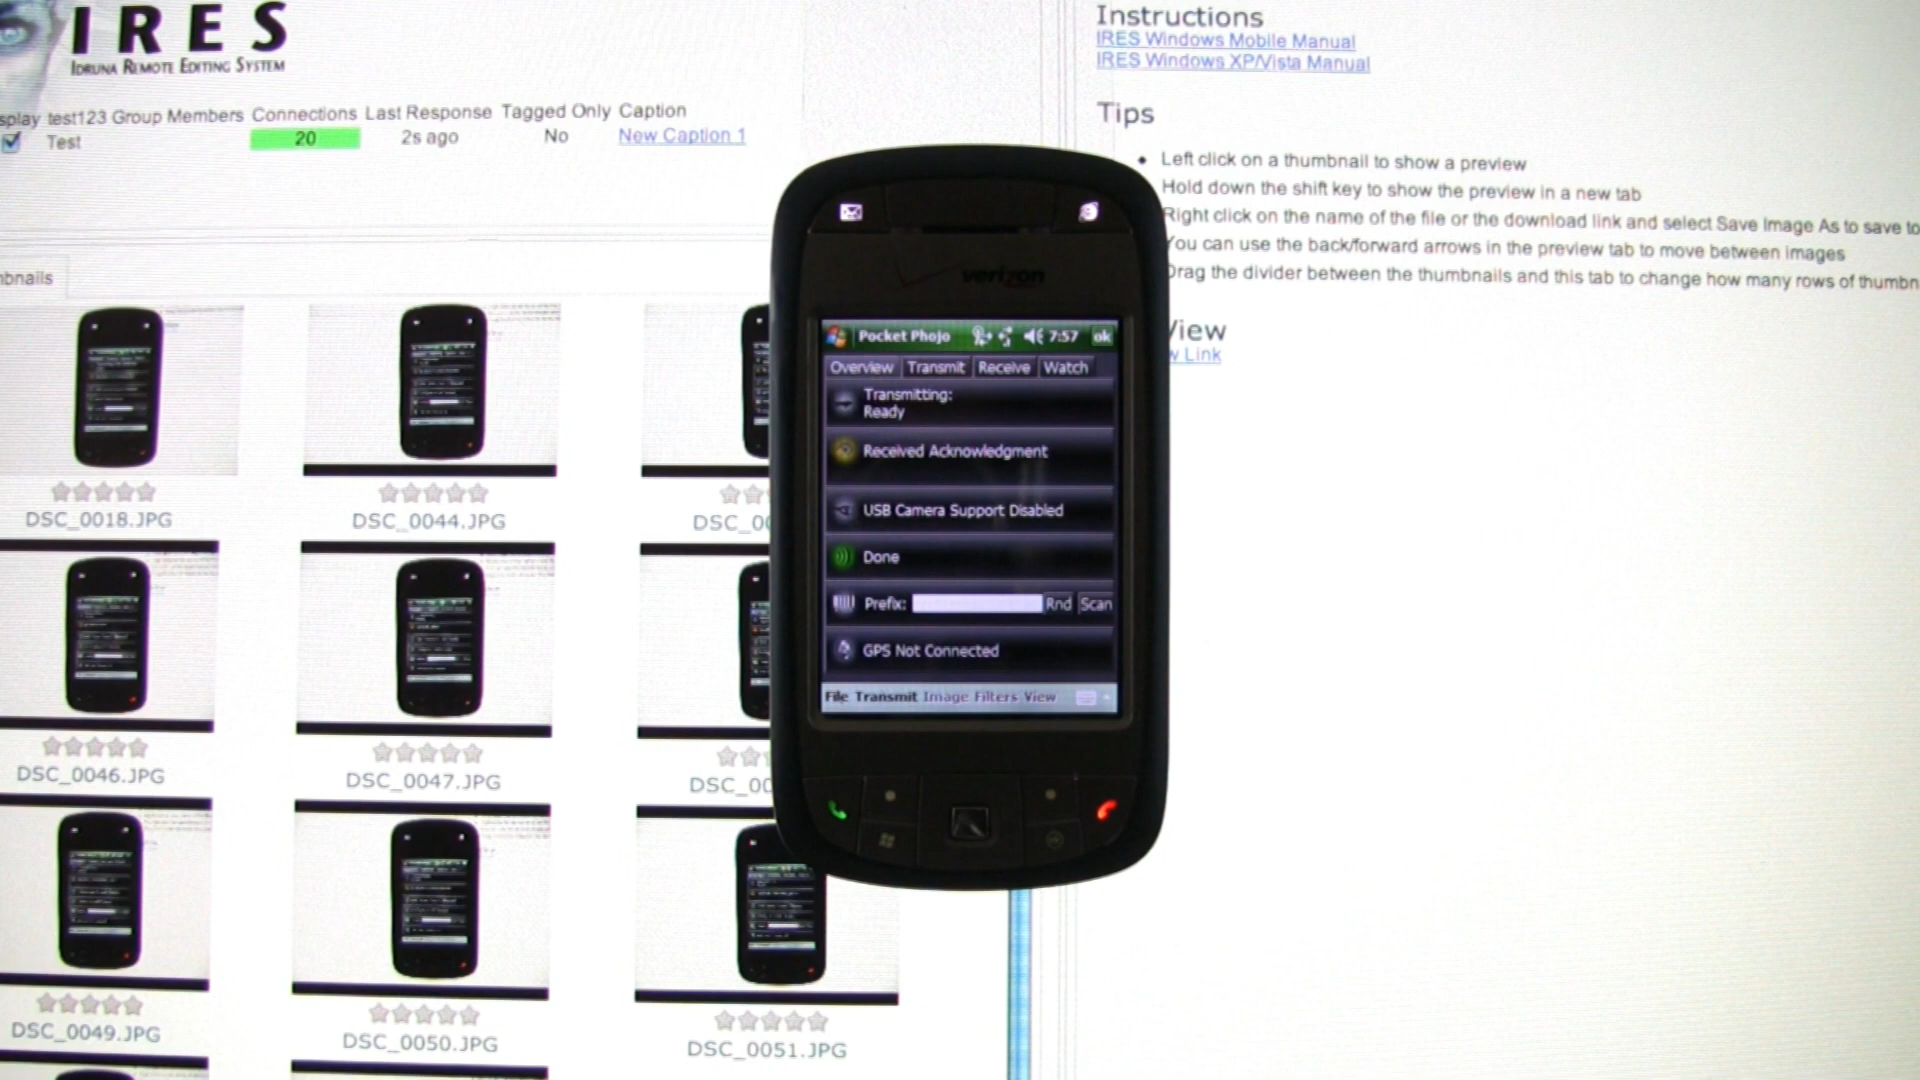 IRES
IDRUNA REMOTE EDITING SYSTEM
test123 Group Members Connections Last Response Tagged Only Caption
Test 20 2s ago No New Caption 1
DSC_0018.JPG
DSC_0044.JPG
DSC_0046.JPG
DSC_0047.JPG
DSC_0049.JPG
DSC_0050.JPG
DSC_0051.JPG
verizon
Pocket Phojo 7:57 ok
Overview Transmit Receive Watch
Transmitting:
Ready
Received Acknowledgment
USB Camera Support Disabled
Done
Prefix: Rnd Scan
GPS Not Connected
File Transmit Image Filters View
Instructions
IRES Windows Mobile Manual
IRES Windows XP/Vista Manual
Tips
Left click on a thumbnail to show a preview
Hold down the shift key to show the preview in a new tab
Right click on the name of the file or the download link and select Save Image As to save to
You can use the back/forward arrows in the preview tab to move between images
Drag the divider between the thumbnails and this tab to change how many rows of
View
Link